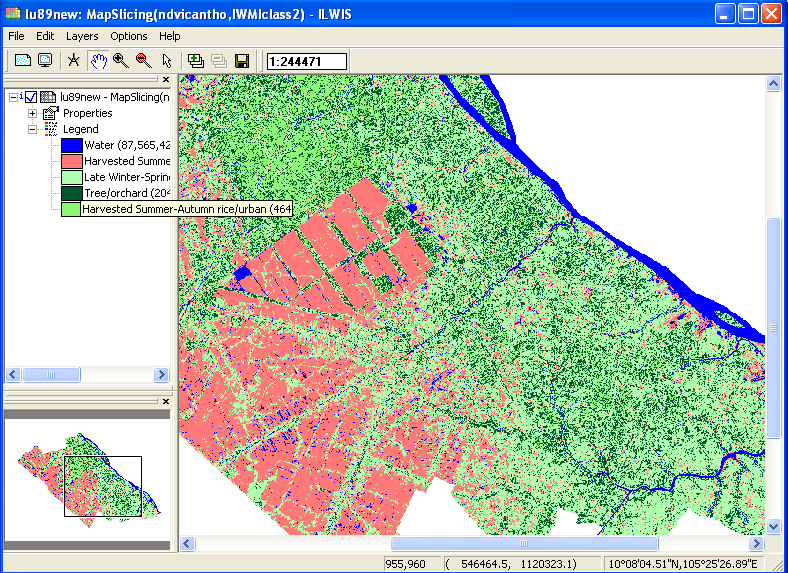 lu89new: MapSlicing(ndvicantho,IWMIclass2) - ILWIS
File Edit Layers Options Help
1:244471
lu89new - MapSlicing(n
Properties
Legend
Water (87,565,42
Harvested Summe
Late Winter-Spring
Tree/orchard (204
Harvested Summer-Autumn rice/urban (464
955,960 ( 546464.5, 1120323.1) 10°08'04.51"N,105°25'26.89"E